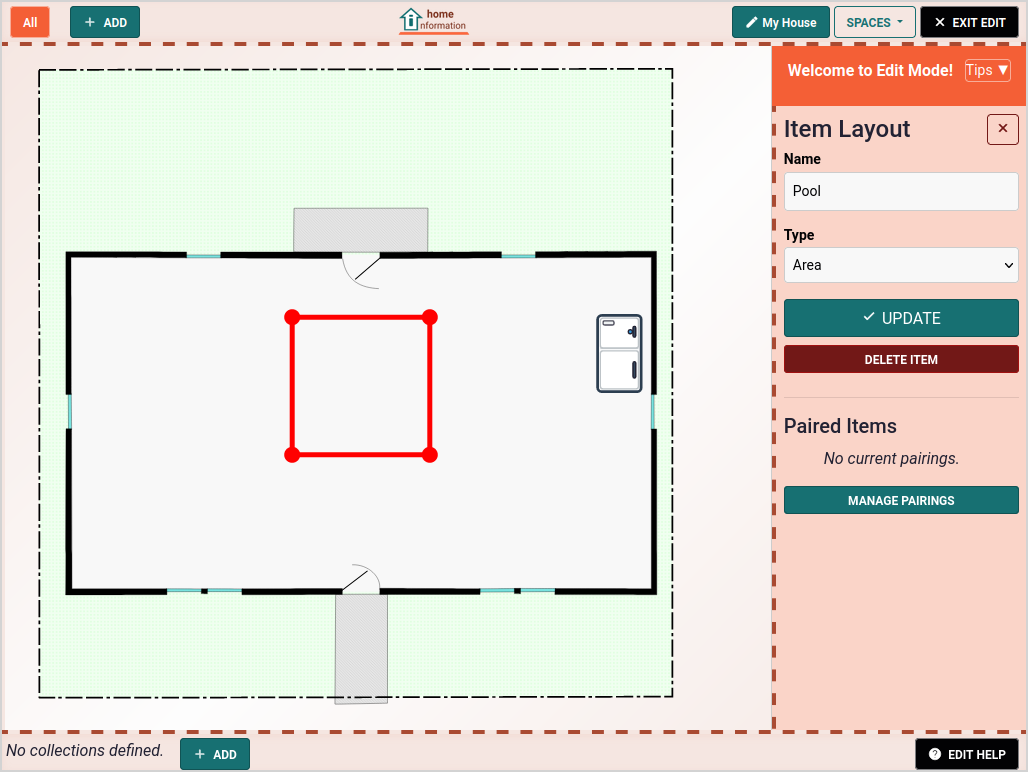 All
ADD
home
information
My House
SPACES
EXIT EDIT
Welcome to Edit Mode!
Tips ▼
Item Layout
Name
Pool
Type
Area
UPDATE
DELETE ITEM
Paired Items
No current pairings.
MANAGE PAIRINGS
No collections defined.
ADD
EDIT HELP